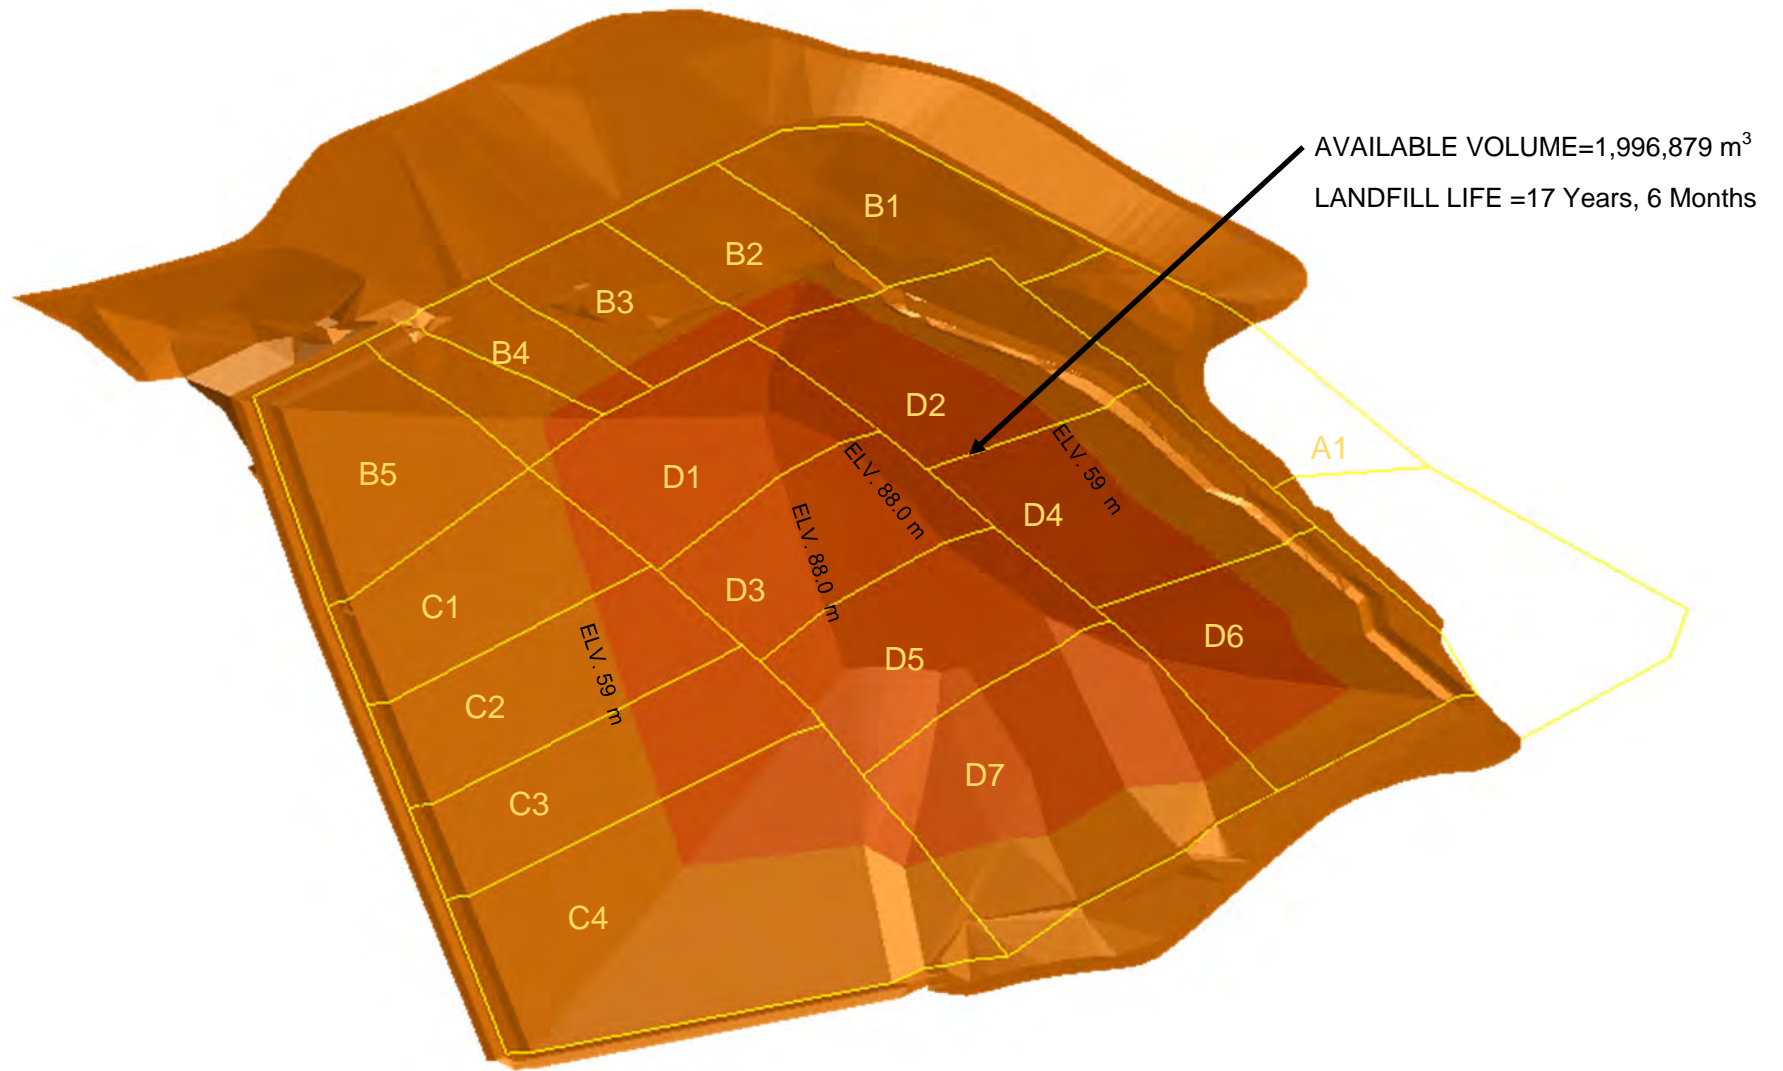 AVAILABLE VOLUME=1,996,879 m³
LANDFILL LIFE =17 Years, 6 Months
B1
B2
B3
B4
D2
A1
B5
D1
ELV. 88.0 m
ELV. 59 m
D4
ELV. 88.0 m
D3
C1
D6
D5
ELV. 59 m
C2
D7
C3
C4